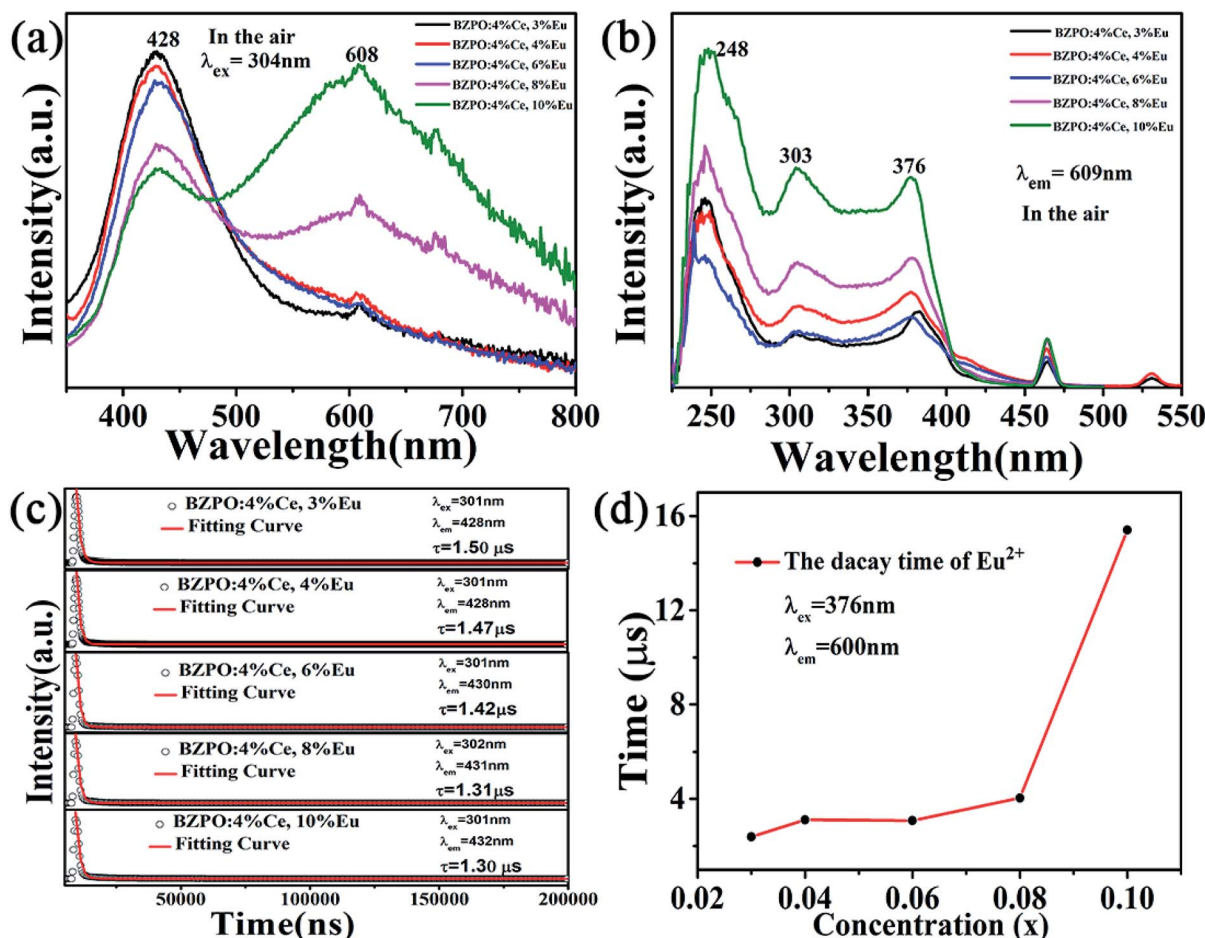 (a)
428
In the air
λex= 304nm
608
BZPO:4%Ce, 3%Eu
BZPO:4%Ce, 4%Eu
BZPO:4%Ce, 6%Eu
BZPO:4%Ce, 8%Eu
BZPO:4%Ce, 10%Eu
Intensity(a.u.)
400 500 600 700 800
Wavelength(nm)
(b)
248
303
376
BZPO:4%Ce, 3%Eu
BZPO:4%Ce, 4%Eu
BZPO:4%Ce, 6%Eu
BZPO:4%Ce, 8%Eu
BZPO:4%Ce, 10%Eu
λem= 609nm
In the air
Intensity(a.u.)
250 300 350 400 450 500 550
Wavelength(nm)
(c)
BZPO:4%Ce, 3%Eu
Fitting Curve
λex=301nm
λem=428nm
τ=1.50 μs
BZPO:4%Ce, 4%Eu
Fitting Curve
λex=301nm
λem=428nm
τ=1.47μs
BZPO:4%Ce, 6%Eu
Fitting Curve
λex=301nm
λem=430nm
τ=1.42μs
BZPO:4%Ce, 8%Eu
Fitting Curve
λex=302nm
λem=431nm
τ=1.31μs
BZPO:4%Ce, 10%Eu
Fitting Curve
λex=301nm
λem=432nm
τ=1.30 μs
Intensity(a.u.)
50000 100000 150000 200000
Time(ns)
(d)
The dacay time of Eu2+
λex=376nm
λem=600nm
Time (μs)
16
12
8
4
0.02 0.04 0.06 0.08 0.10
Concentration (x)